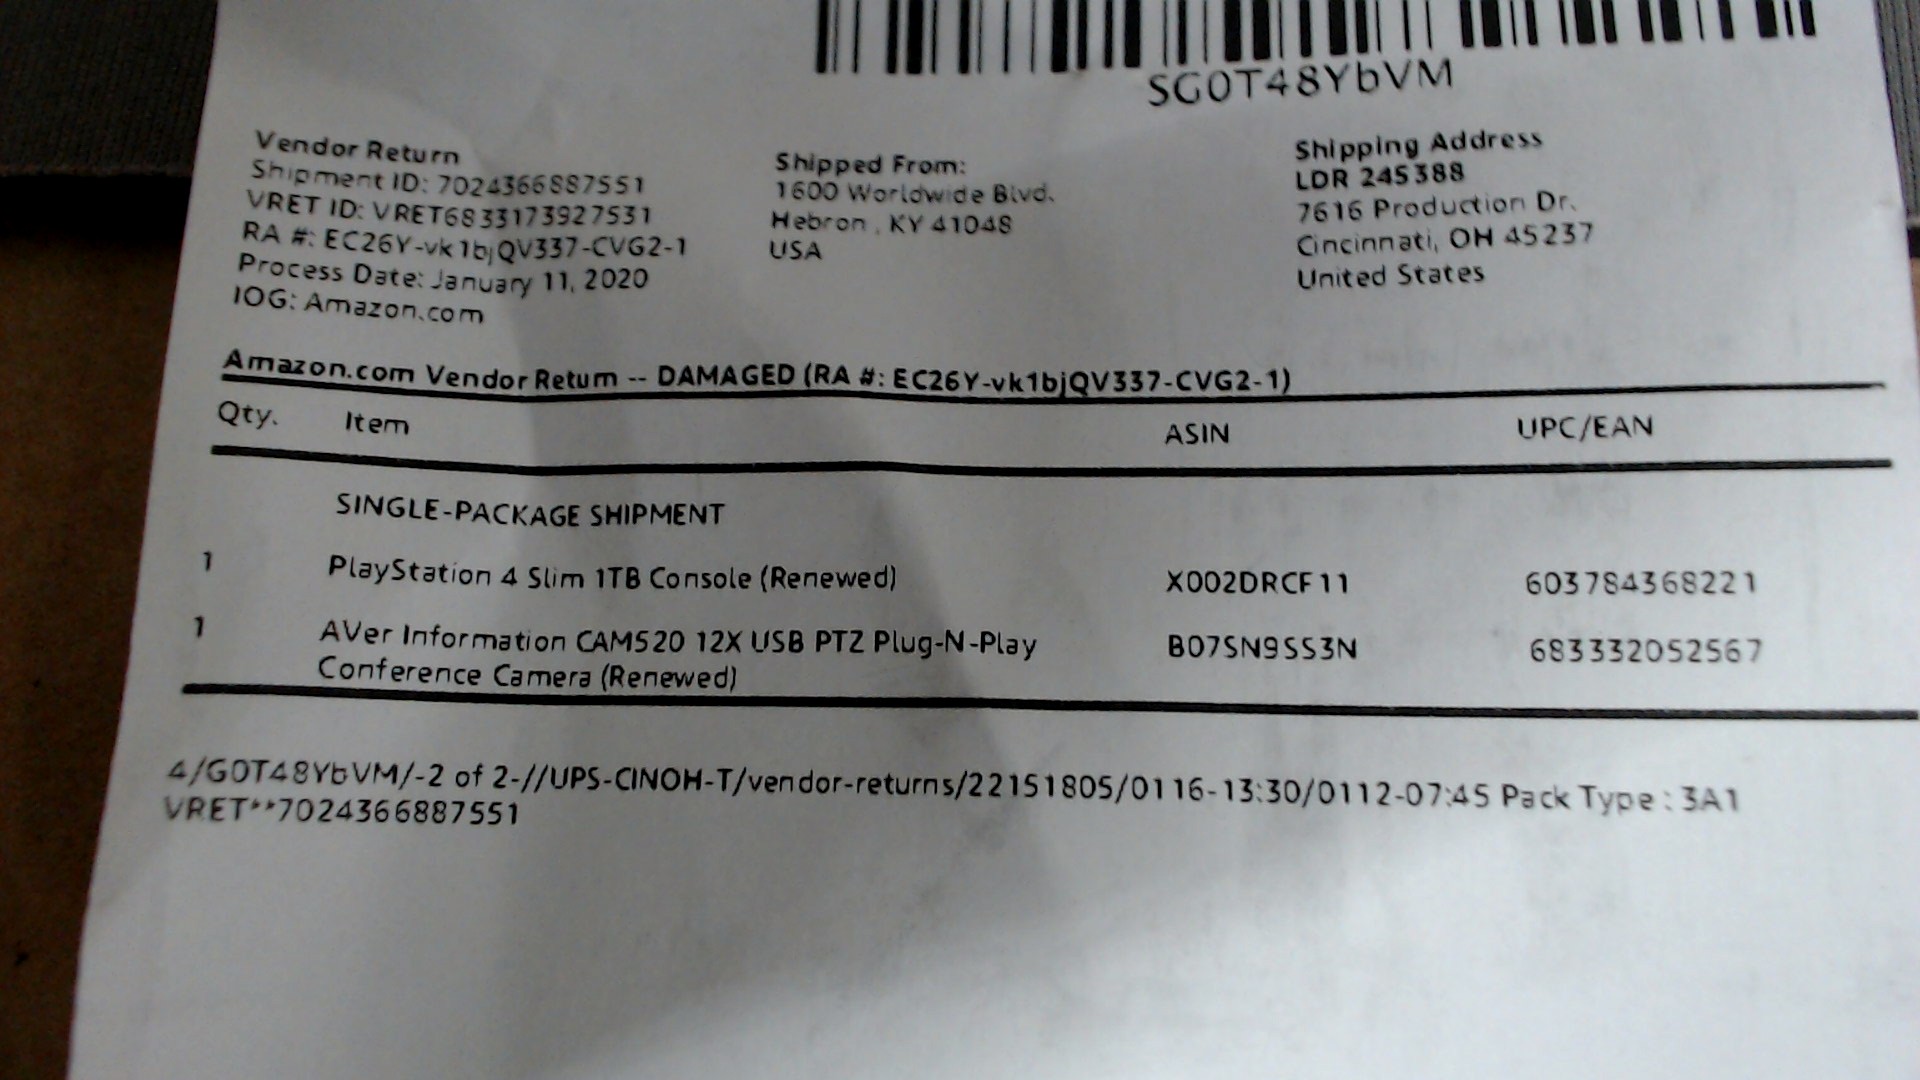 SG0T48YbVM
Vendor Return
Shipment ID: 7024366887551
VRET ID: VRET6833173927531
RA #: EC26Y-vk1bjQV337-CVG2-1
Process Date: January 11, 2020
IOG: Amazon.com
Shipped From:
1600 Worldwide Blvd.
Hebron , KY 41048
USA
Shipping Address
LDR 245388
7616 Production Dr.
Cincinnati, OH 45237
United States
Amazon.com Vendor Return -- DAMAGED (RA #: EC26Y-vk1bjQV337-CVG2-1)
Qty. Item ASIN UPC/EAN
SINGLE-PACKAGE SHIPMENT
1 PlayStation 4 Slim 1TB Console (Renewed) X002DRCF11 603784368221
1 AVer Information CAM520 12X USB PTZ Plug-N-Play B07SN9SS3N 683332052567
Conference Camera (Renewed)
4/G0T48YbVM/-2 of 2-//UPS-CINOH-T/vendor-returns/22151805/0116-13:30/0112-07:45 Pack Type : 3A1
VRET**7024366887551